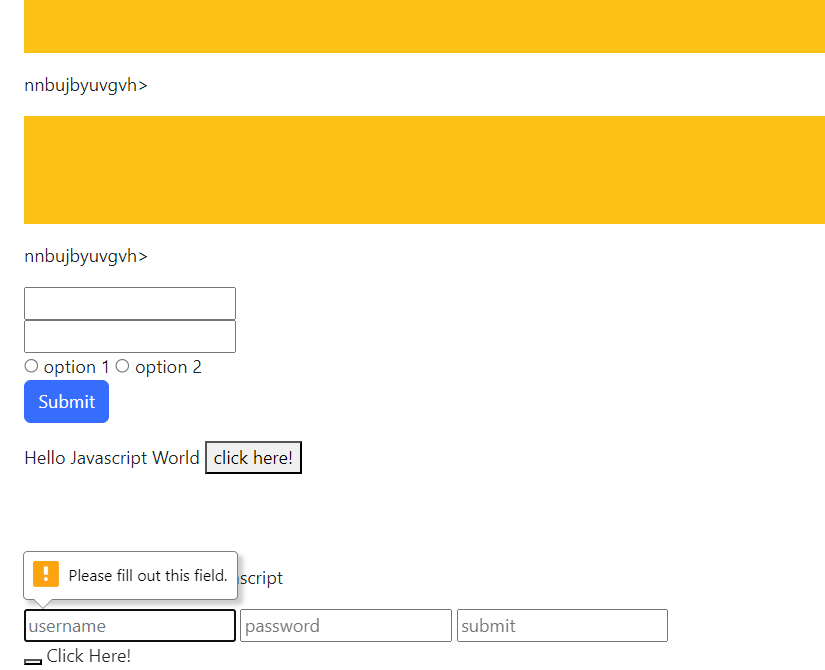 nnbujbyuvgvh>
nnbujbyuvgvh>
option 1 option 2
Submit
Hello Javascript World click here!
Please fill out this field.
script
username password submit
Click Here!